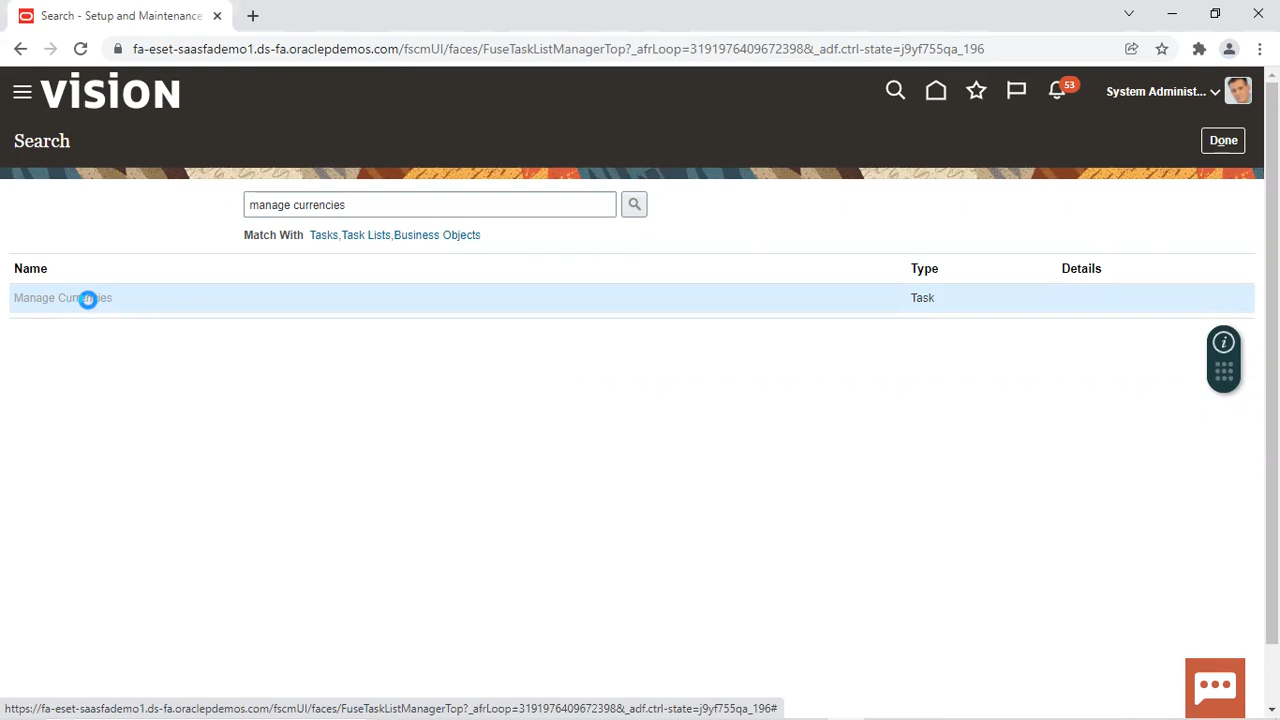 Search - Setup and Maintenance
fa-eset-saasfademo1.ds-fa.oraclepdemos.com/fscmUI/faces/FuseTaskListManagerTop?_afrLoop=31919764096672398&_adf.ctrl-state=j9yf755qa_196
vision
53
System Administ...
Search
Done
manage currencies
Match With Tasks,Task Lists,Business Objects
Name Type Details
Manage Currencies Task
https://fa-eset-saasfademo1.ds-fa.oraclepdemos.com/fscmUI/faces/FuseTaskListManagerTop?_afrLoop=31919764096672398&_adf.ctrl-state=j9yf755qa_196#